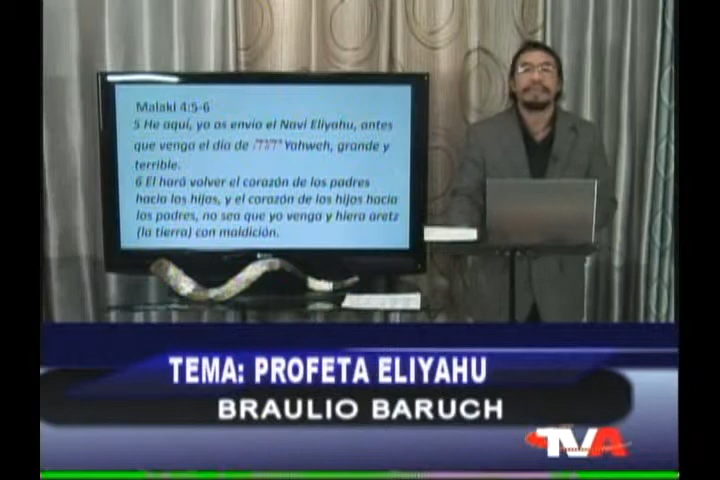 Malaki 4:5-6
5 He aquí, yo os envío el Navi Eliyahu, antes
que venga el día de יהוה Yahweh, grande y
terrible.
6 El hará volver el corazón de los padres
hacia los hijos, y el corazón de los hijos hacia
los padres, no sea que yo venga y hiera aretz
(la tierra) con maldición.
TEMA: PROFETA ELIYAHU
BRAULIO BARUCH
TVA